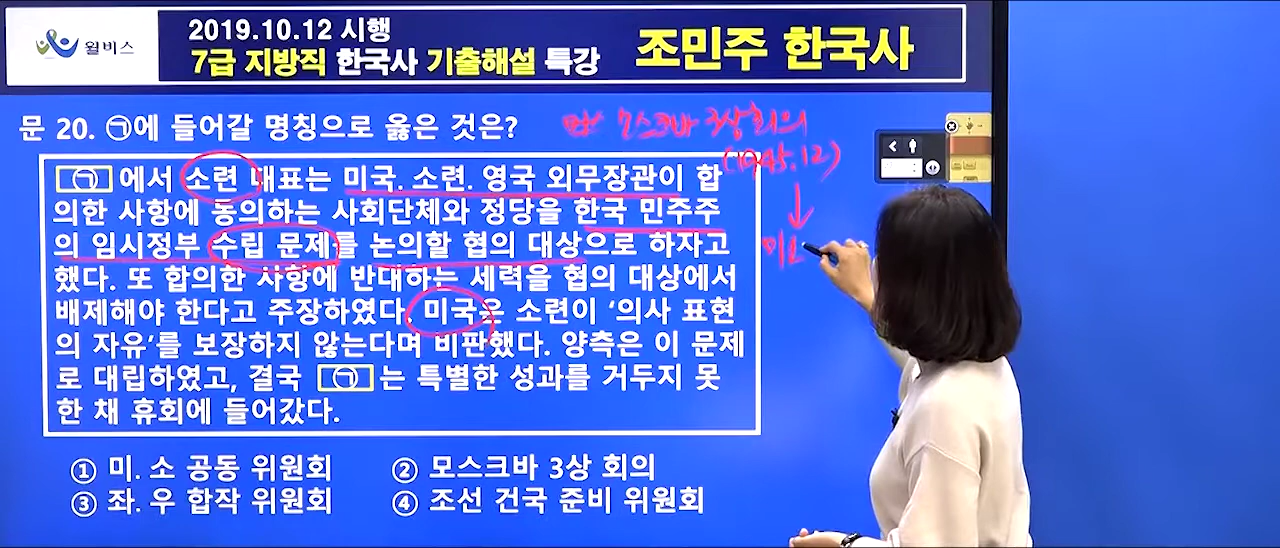 월비스
2019.10.12 시행
7급 지방직 한국사 기출해설 특강
조민주 한국사
문 20. ㉠에 들어갈 명칭으로 옳은 것은?
모스크바 3상회의
(1945.12)
미소
㉠ 에서 소련 대표는 미국. 소련. 영국 외무장관이 합
의한 사항에 동의하는 사회단체와 정당을 한국 민주주
의 임시정부 수립 문제를 논의할 협의 대상으로 하자고
했다. 또 합의한 사항에 반대하는 세력을 협의 대상에서
배제해야 한다고 주장하였다. 미국은 소련이 ‘의사 표현
의 자유’를 보장하지 않는다며 비판했다. 양측은 이 문제
로 대립하였고, 결국 ㉠ 는 특별한 성과를 거두지 못
한 채 휴회에 들어갔다.
① 미. 소 공동 위원회
② 모스크바 3상 회의
③ 좌. 우 합작 위원회
④ 조선 건국 준비 위원회